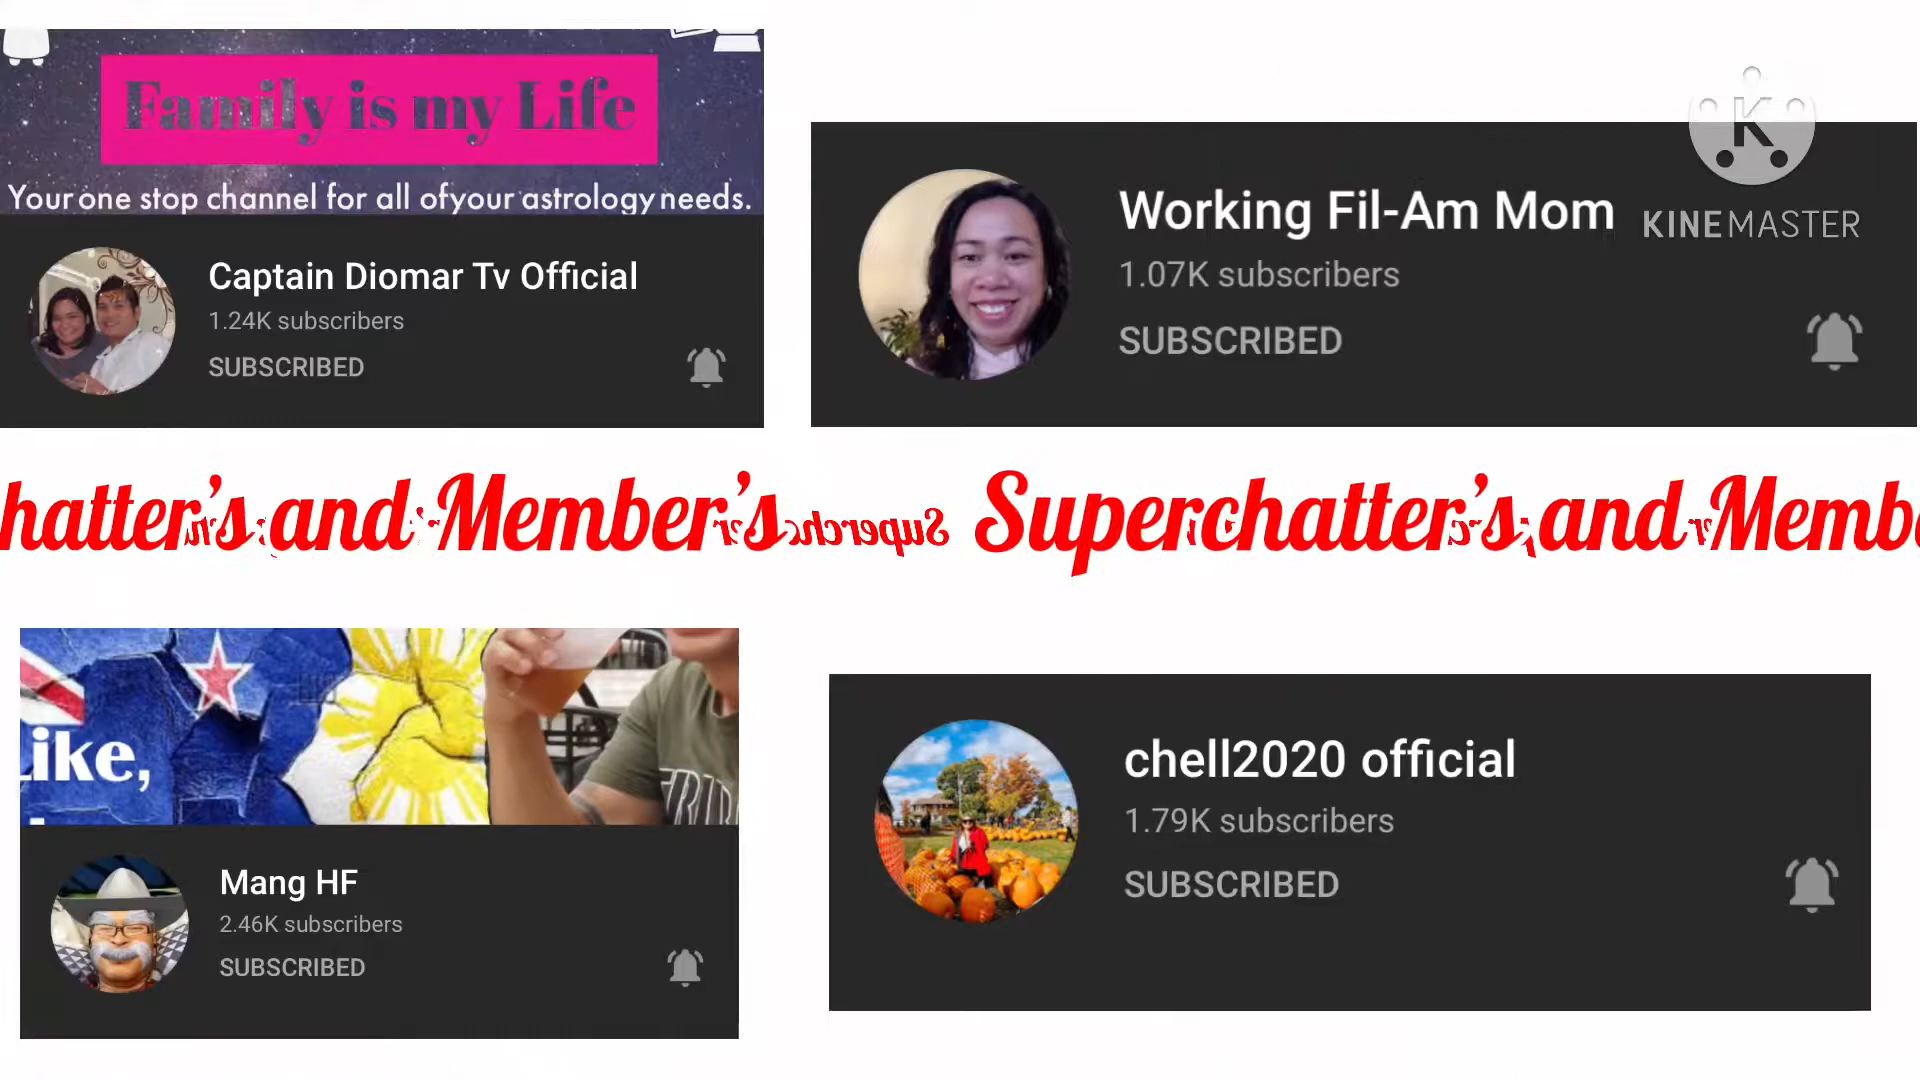 Family is my Life
Your one stop channel for all ofyour astrology needs.
Captain Diomar Tv Official
1.24K subscribers
SUBSCRIBED
Working Fil-Am Mom
1.07K subscribers
SUBSCRIBED
K
KINEMASTER
hatter's and Member's Superchatter's and Memb
ike,
Mang HF
2.46K subscribers
SUBSCRIBED
chell2020 official
1.79K subscribers
SUBSCRIBED